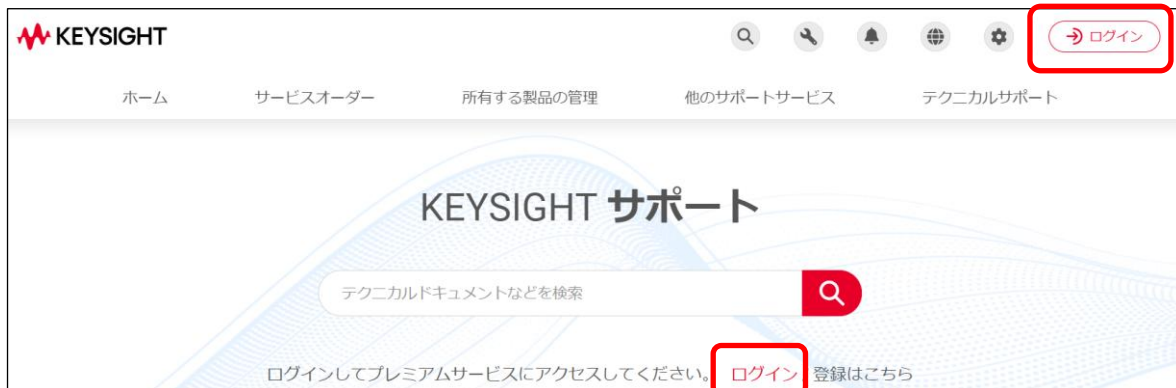 KEYSIGHT
ログイン
ホーム サービスオーダー 所有する製品の管理 他のサポートサービス テクニカルサポート
KEYSIGHT サポート
テクニカルドキュメントなどを検索
ログインしてプレミアムサービスにアクセスしてください。 ログイン 登録はこちら